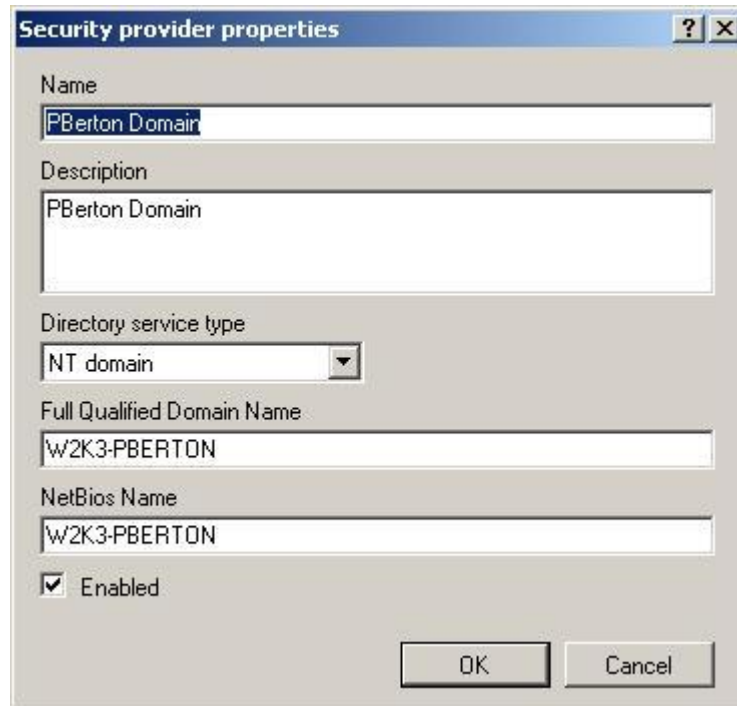 Security provider properties
Name
PBerton Domain
Description
PBerton Domain
Directory service type
NT domain
Full Qualified Domain Name
W2K3-PBERTON
NetBios Name
W2K3-PBERTON
Enabled
OK Cancel